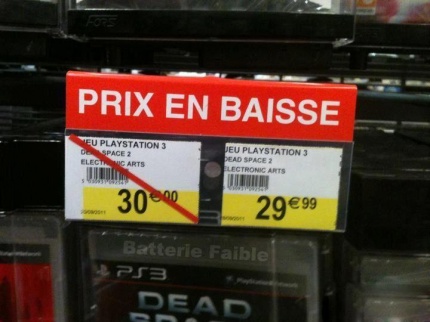 PRIX EN BAISSE
JEU PLAYSTATION 3
DEAD SPACE 2
ELECTRONIC ARTS
30€00
JEU PLAYSTATION 3
DEAD SPACE 2
ELECTRONIC ARTS
29€99
Batterie Faible
PS3
DEAD